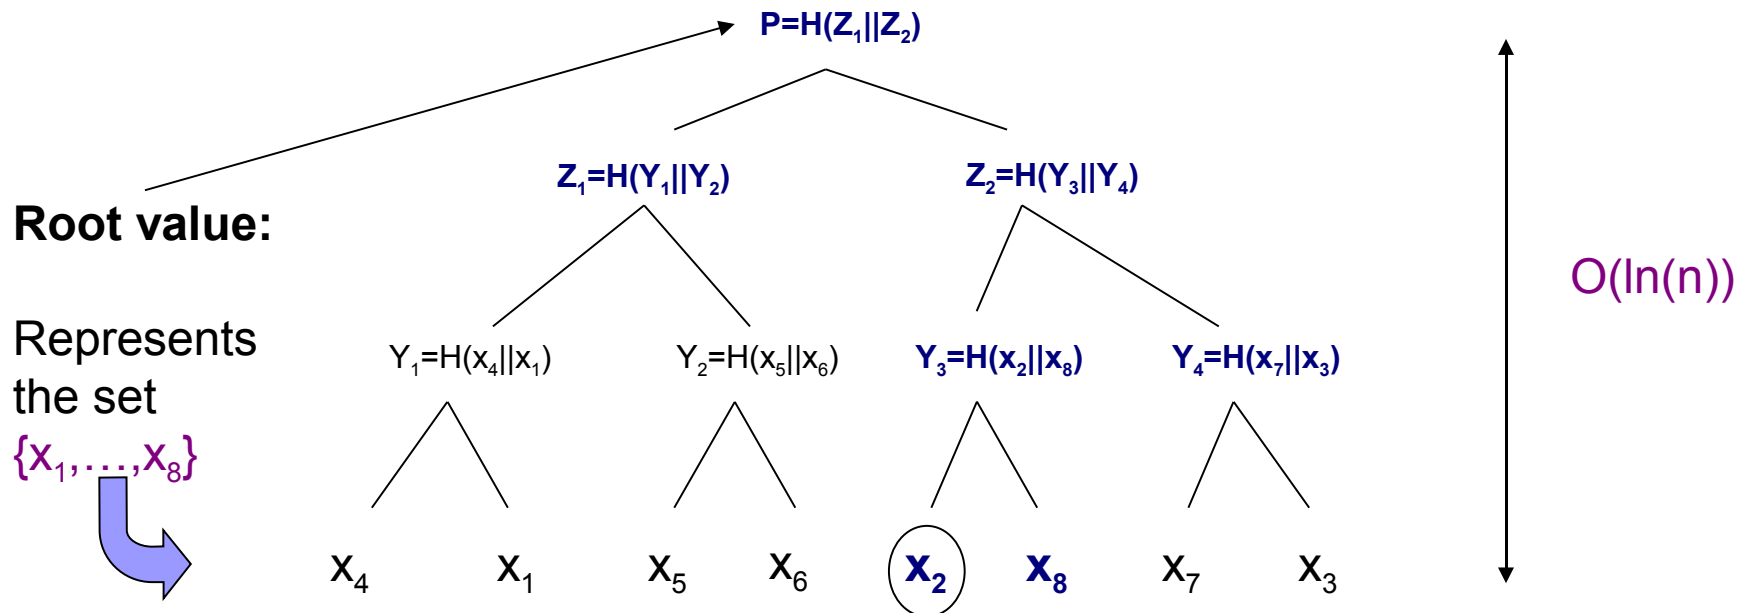 P=H(Z₁||Z₂)
Z₁=H(Y₁||Y₂)
Z₂=H(Y₃||Y₄)
Root value:
O(ln(n))
Represents
the set
{x₁,…,x₈}
Y₁=H(x₄||x₁)
Y₂=H(x₅||x₆)
Y₃=H(x₂||x₈)
Y₄=H(x₇||x₃)
x₄
x₁
x₅
x₆
x₂
x₈
x₇
x₃